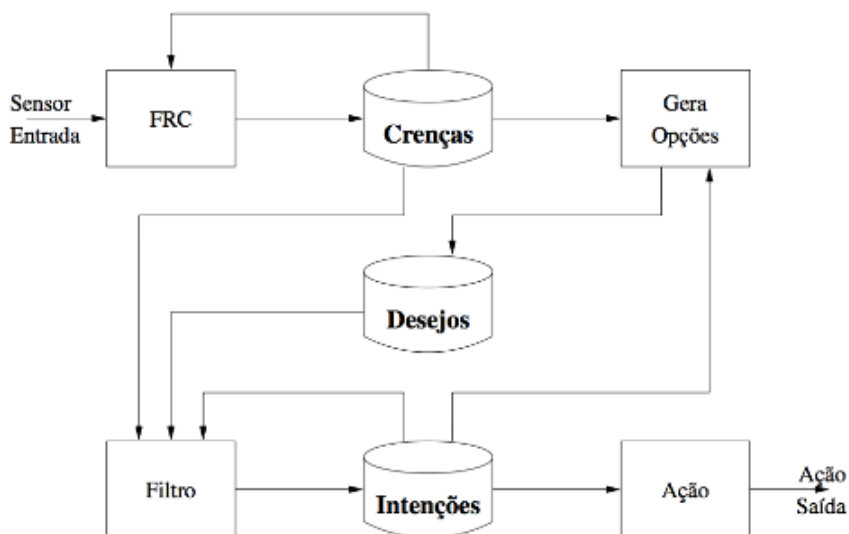 Sensor
Entrada
FRC
Crenças
Gera
Opções
Desejos
Filtro
Intenções
Ação
Ação
Saída